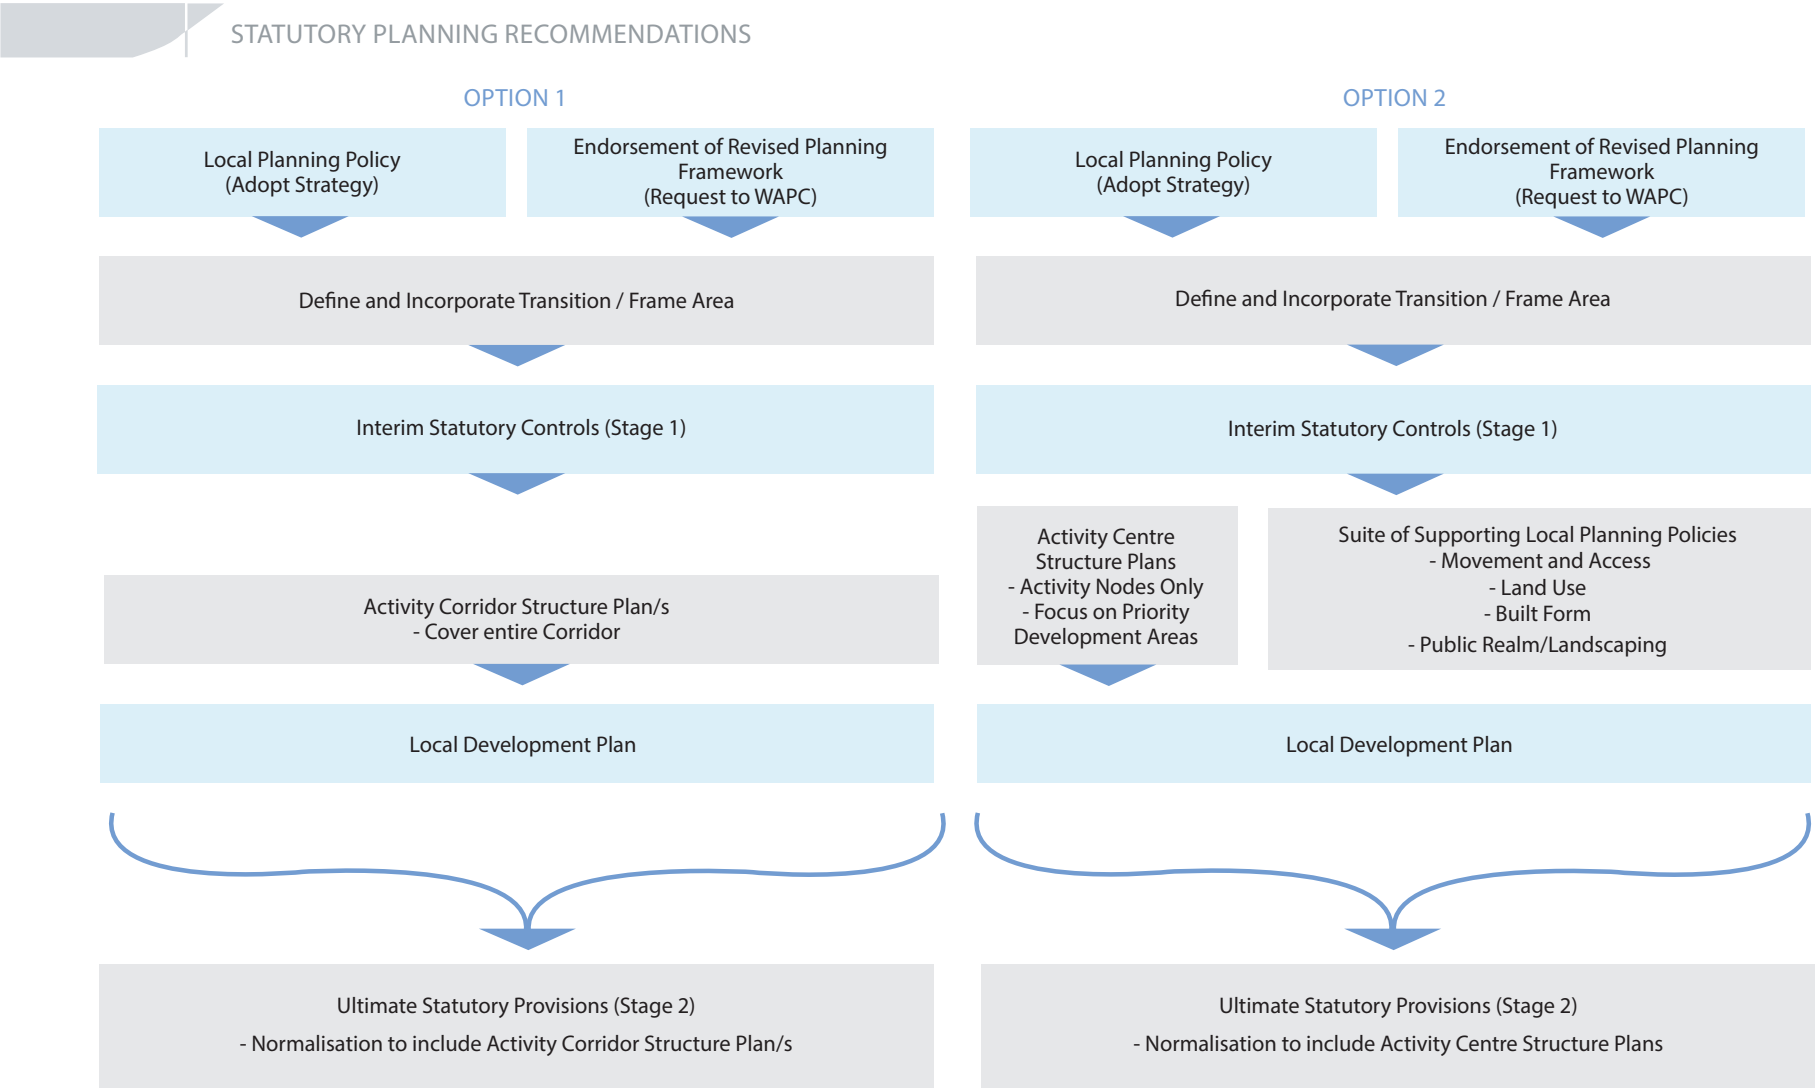 STATUTORY PLANNING RECOMMENDATIONS
OPTION 1
Local Planning Policy
(Adopt Strategy)
Endorsement of Revised Planning
Framework
(Request to WAPC)
Define and Incorporate Transition / Frame Area
Interim Statutory Controls (Stage 1)
Activity Corridor Structure Plan/s
- Cover entire Corridor
Local Development Plan
Ultimate Statutory Provisions (Stage 2)
- Normalisation to include Activity Corridor Structure Plan/s
OPTION 2
Local Planning Policy
(Adopt Strategy)
Endorsement of Revised Planning
Framework
(Request to WAPC)
Define and Incorporate Transition / Frame Area
Interim Statutory Controls (Stage 1)
Activity Centre
Structure Plans
- Activity Nodes Only
- Focus on Priority
Development Areas
Suite of Supporting Local Planning Policies
- Movement and Access
- Land Use
- Built Form
- Public Realm/Landscaping
Local Development Plan
Ultimate Statutory Provisions (Stage 2)
- Normalisation to include Activity Centre Structure Plans